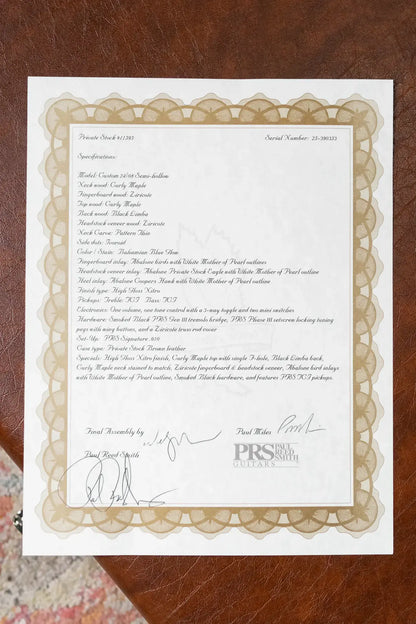 Private Stock #11383
Serial Number: 23-390333
Specifications:
Model: Custom 24/08 Semi-hollow
Neck wood: Curly Maple
Fingerboard wood: Ziricote
Top wood: Curly Maple
Back wood: Black Limba
Headstock veneer wood: Ziricote
Neck Carve: Pattern Thin
Side dots: Ivoroid
Color / Stain: Bahamian Blue Glow
Fingerboard inlay: Abalone birds with White Mother of Pearl outlines
Headstock veneer inlay: Abalone Private Stock Eagle with White Mother of Pearl outline
Heel inlay: Abalone Coopers Hawk with White Mother of Pearl outline
Finish type: High Gloss Nitro
Pickups: Treble: TCI Bass: TCI
Electronics: One volume, one tone control with a 3-way toggle and two mini switches
Hardware: Smoked Black PRS Gen III tremolo bridge, PRS Phase III setscrew locking tuning
pegs with wing buttons, and a Ziricote truss rod cover
Set-Up: PRS Signature .010
Case type: Private Stock Brown leather
Specials: High Gloss Nitro finish, Curly Maple top with single F-hole, Black Limba back,
Curly Maple neck stained to match, Ziricote fingerboard & headstock veneer, Abalone bird inlays
with White Mother of Pearl outlines, Smoked Black hardware, and features PRS TCI pickups.
Final Assembly by
Paul Miles
Paul Reed Smith
PRS PAUL REED SMITH
GUITARS